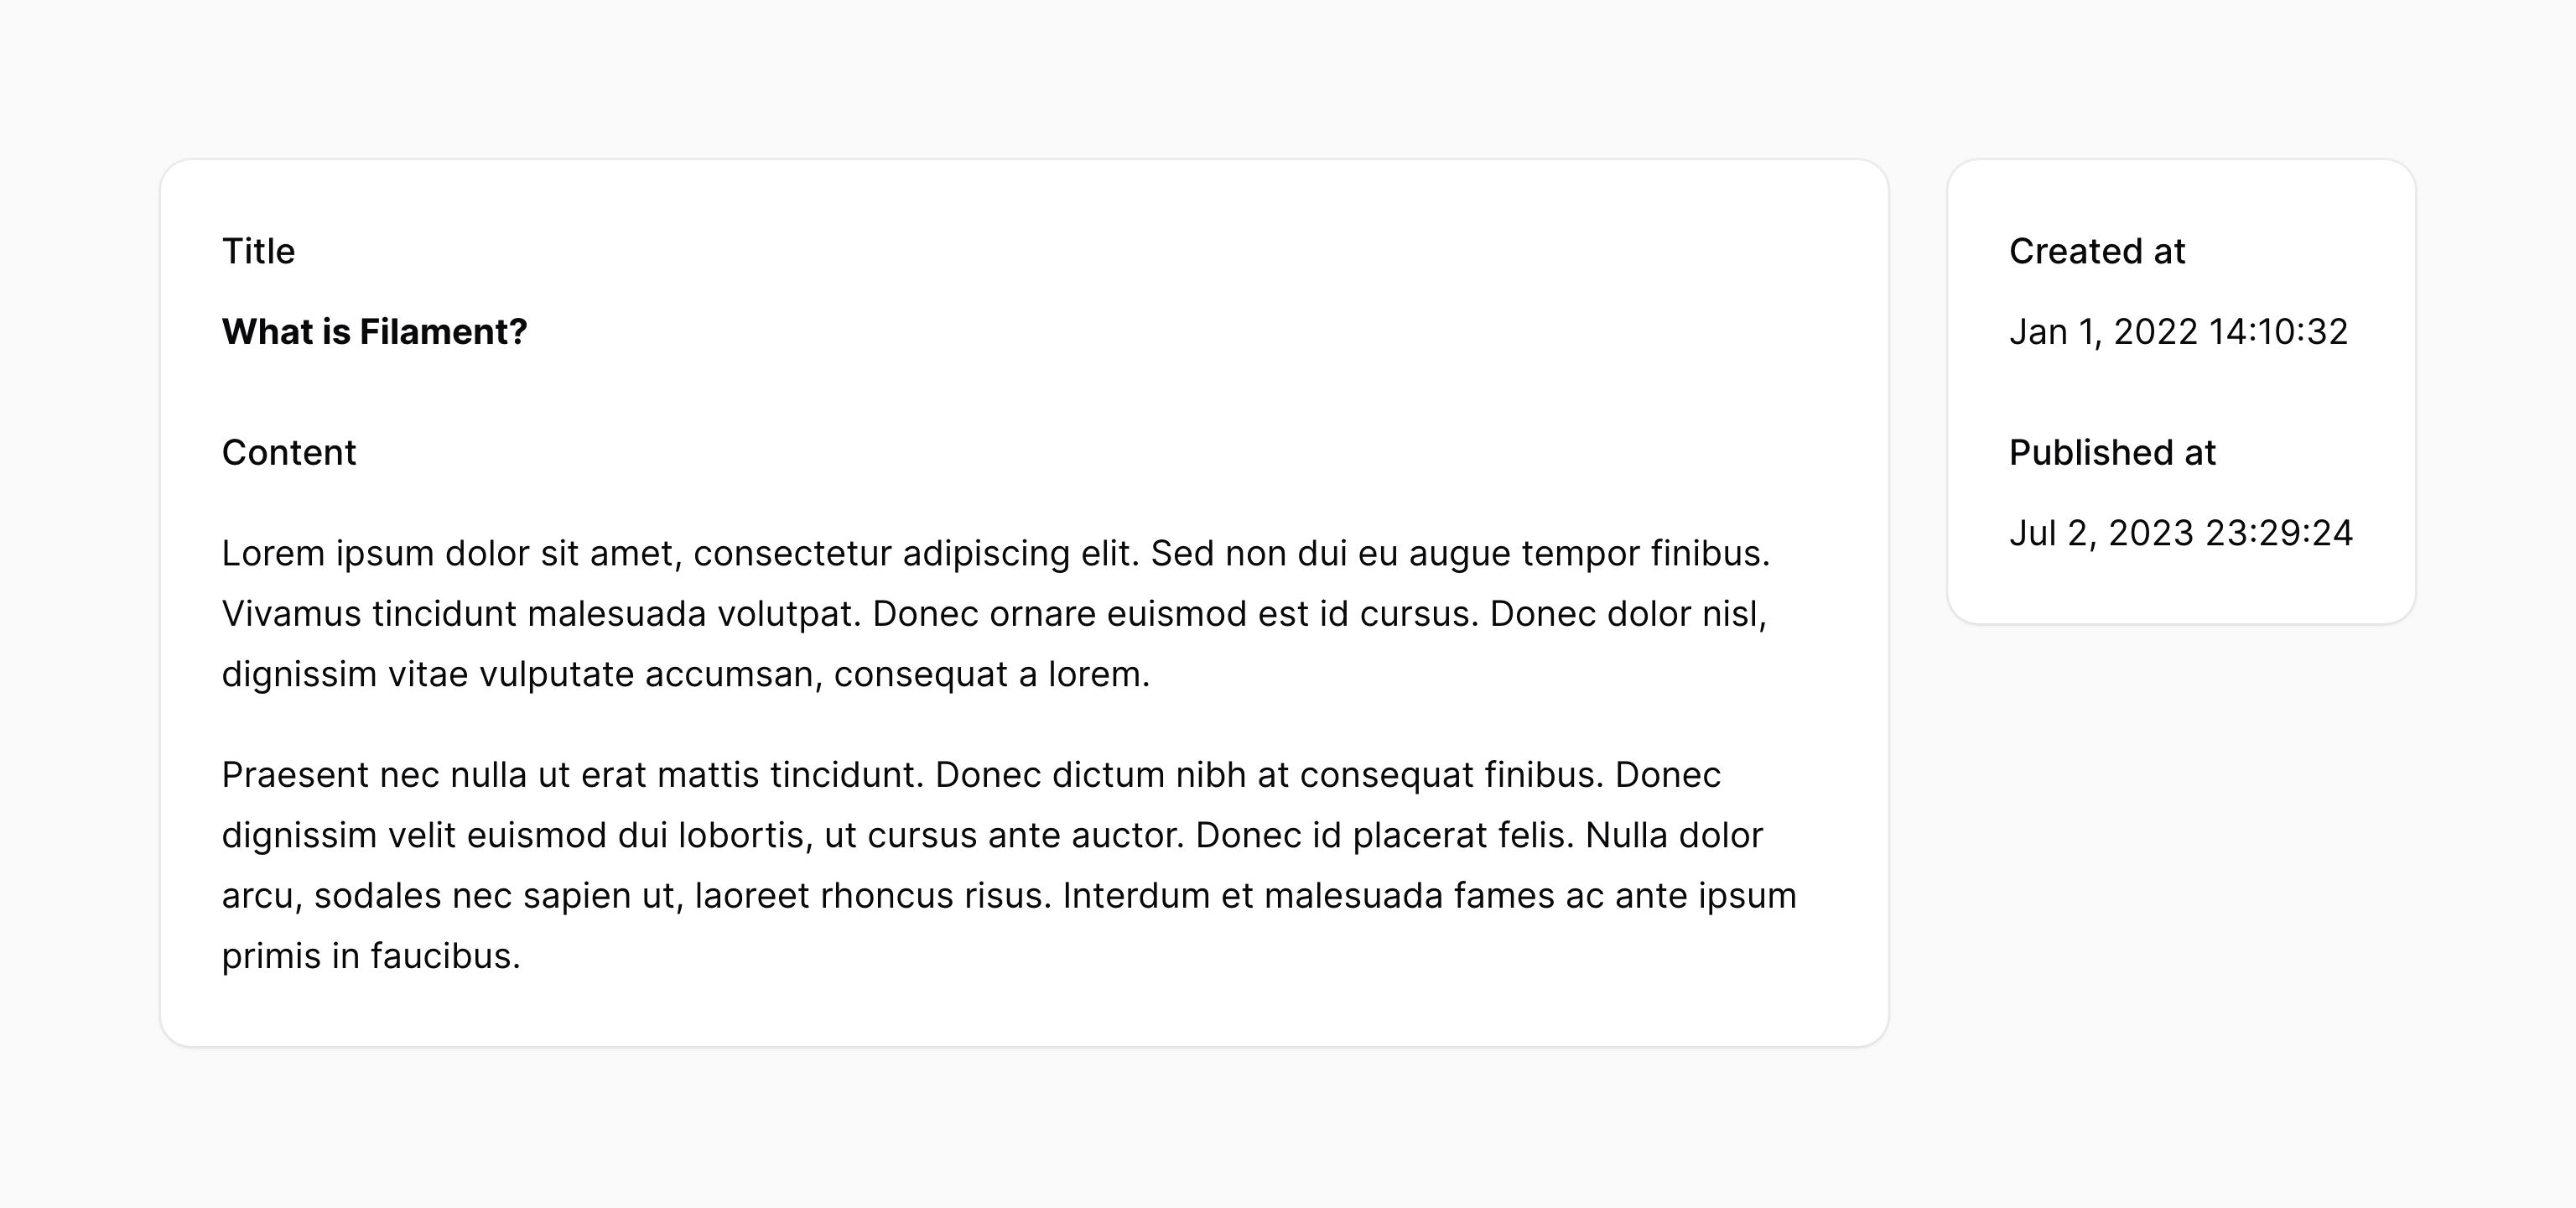 Title
What is Filament?
Content
Lorem ipsum dolor sit amet, consectetur adipiscing elit. Sed non dui eu augue tempor finibus.
Vivamus tincidunt malesuada volutpat. Donec ornare euismod est id cursus. Donec dolor nisl,
dignissim vitae vulputate accumsan, consequat a lorem.
Praesent nec nulla ut erat mattis tincidunt. Donec dictum nibh at consequat finibus. Donec
dignissim velit euismod dui lobortis, ut cursus ante auctor. Donec id placerat felis. Nulla dolor
arcu, sodales nec sapien ut, laoreet rhoncus risus. Interdum et malesuada fames ac ante ipsum
primis in faucibus.
Created at
Jan 1, 2022 14:10:32
Published at
Jul 2, 2023 23:29:24